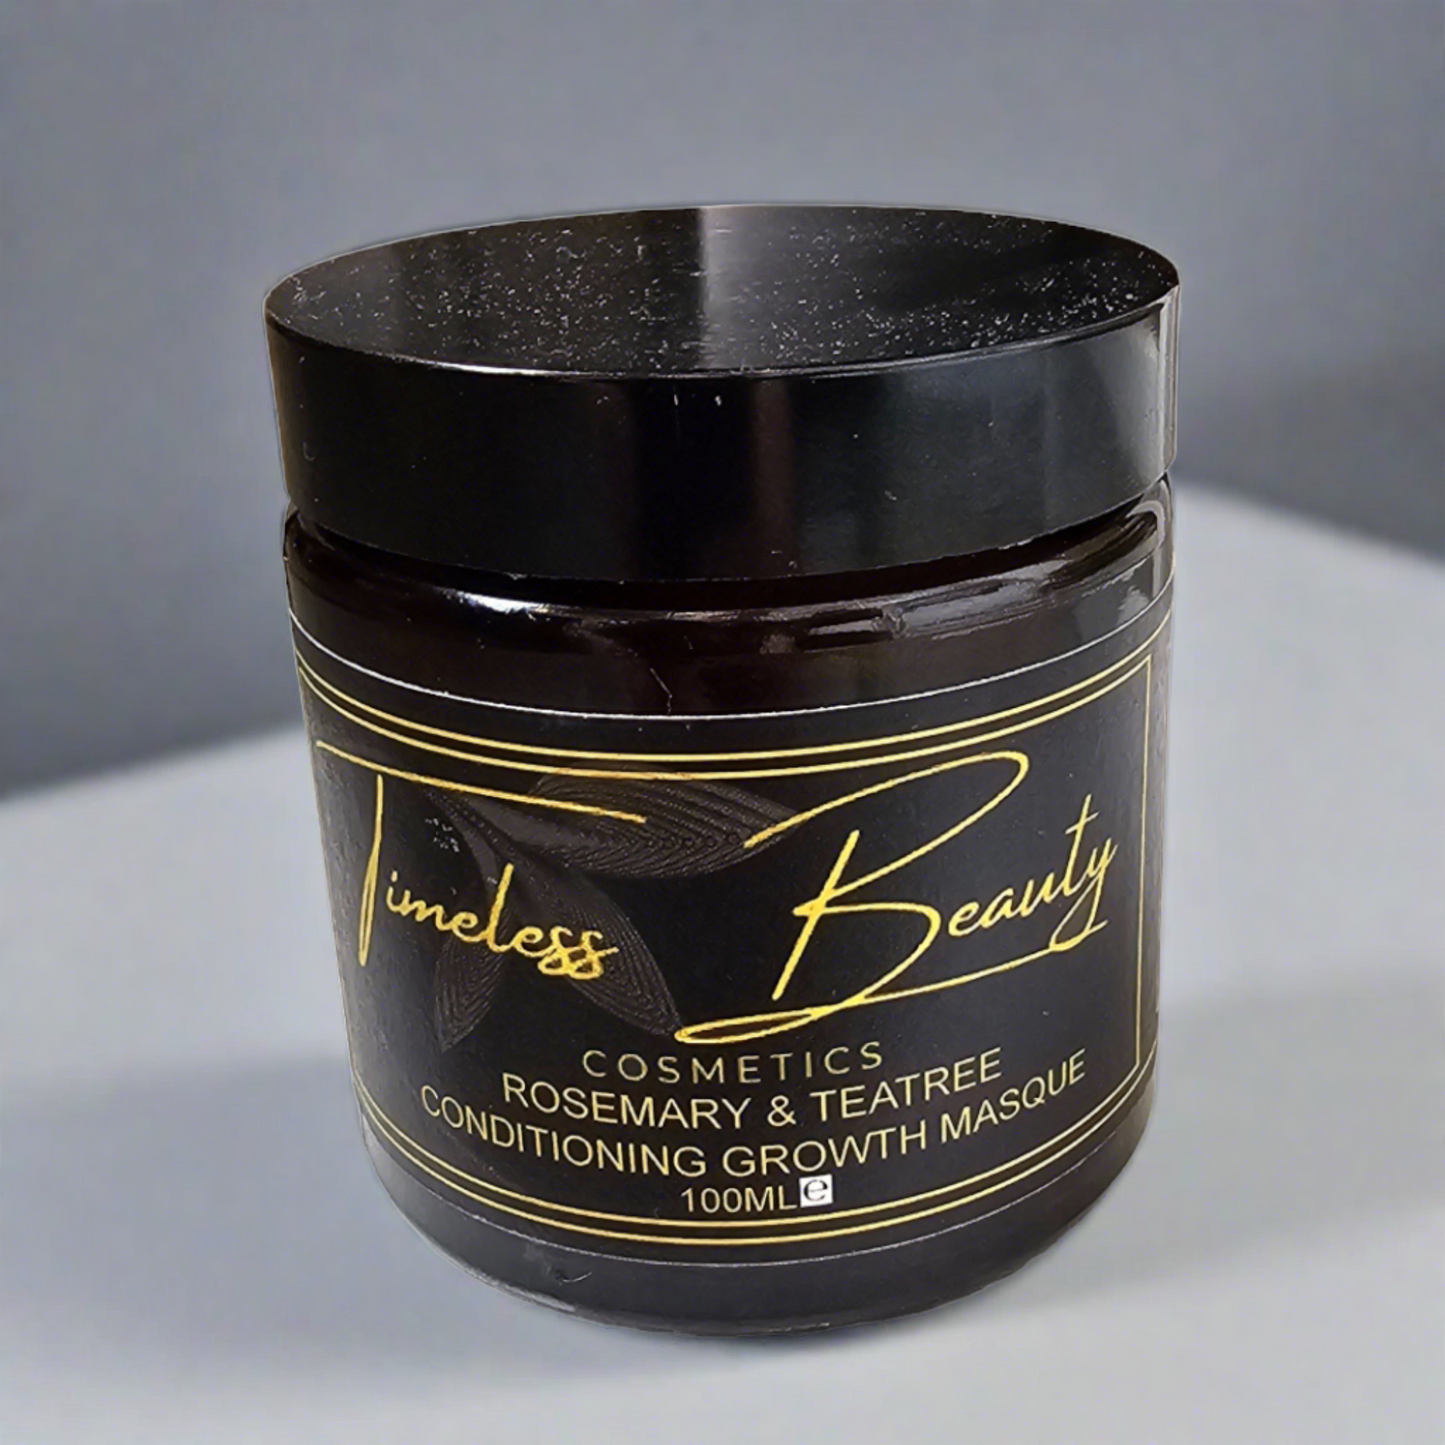 Timeless Beauty
COSMETICS
ROSEMARY & TEATREE
CONDITIONING GROWTH MASQUE
100ML e